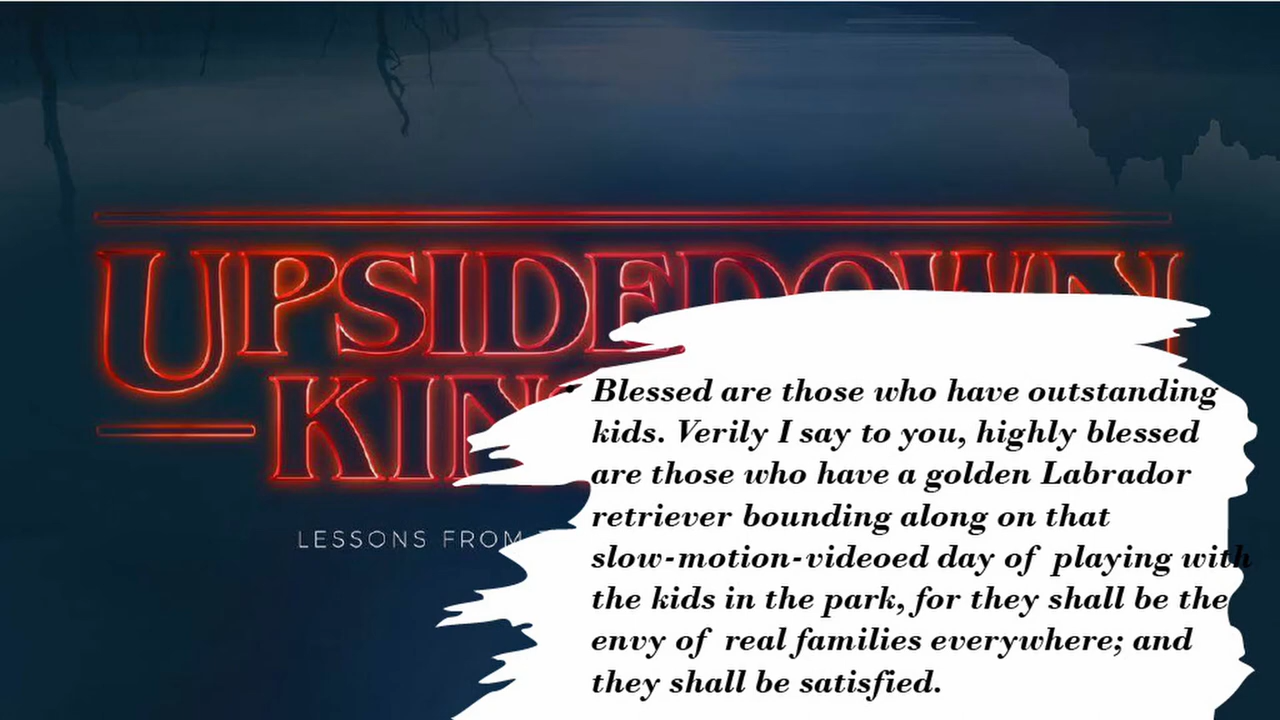 UPSIDEDOWN
KIN
LESSONS FROM
Blessed are those who have outstanding
kids. Verily I say to you, highly blessed
are those who have a golden Labrador
retriever bounding along on that
slow-motion-videoed day of playing with
the kids in the park, for they shall be the
envy of real families everywhere; and
they shall be satisfied.